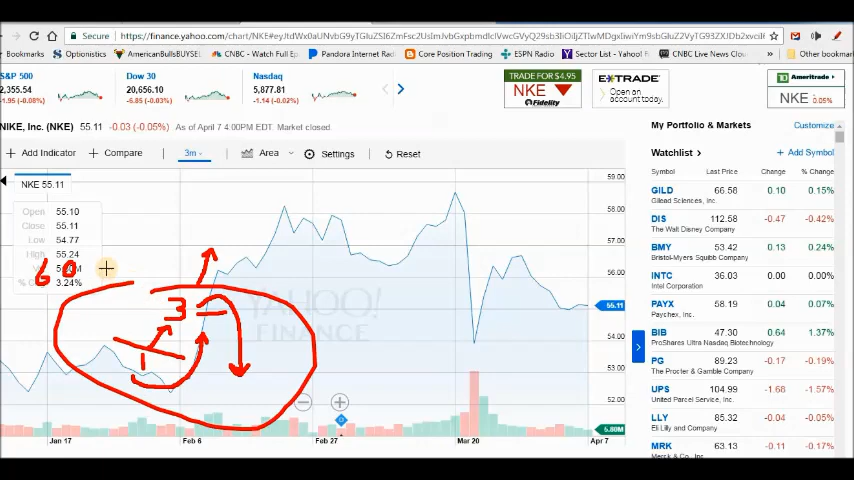 Secure
Bookmarks Optionistics AmericanBullsBUYSEL CNBC - Watch Full Ep Pandora Internet Rad Core Position Trading ESPN Radio Sector List - Yahoo! F CNBC Live News Clou Other bookmark
S&P 500 Dow 30 Nasdaq
2,355.54 20,656.10 5,877.81
-1.95 (-0.08%) -6.85 (-0.03%) -1.14 (-0.02%)
TRADE FOR $4.95
NKE
Fidelity
E*TRADE
Open an
account today.
TD Ameritrade
NKE 0.05%
NIKE, Inc. (NKE) 55.11 -0.03 (-0.05%) As of April 7 4:00PM EDT. Market closed.
My Portfolio & Markets Customize
+ Add Indicator + Compare 3m Area Settings Reset
Watchlist + Add Symbol
Symbol Last Price Change % Change
NKE 55.11
Open 55.10
Close 55.11
Low 54.77
High 55.24
3.24%
60
3
1
YAHOO!
FINANCE
59.00
58.00
57.00
56.00
55.11
54.00
53.00
52.00
5.80M
Jan 17 Feb 6 Feb 27 Mar 20 Apr 7
GILD 66.58 0.10 0.15%
Gilead Sciences, Inc.
DIS 112.58 -0.47 -0.42%
The Walt Disney Company
BMY 53.42 0.13 0.24%
Bristol-Myers Squibb Company
INTC 36.03 0.00 0.00%
Intel Corporation
PAYX 58.19 0.04 0.07%
Paychex, Inc.
BIB 47.30 0.64 1.37%
ProShares Ultra Nasdaq Biotechn
PG 89.23 -0.17 -0.19%
The Procter & Gamble Company
UPS 104.99 -1.68 -1.57%
United Parcel Service, Inc.
LLY 85.32 -0.04 -0.05%
Eli Lilly and Company
MRK 63.13 -0.11 -0.17%
Merck & Co., Inc.